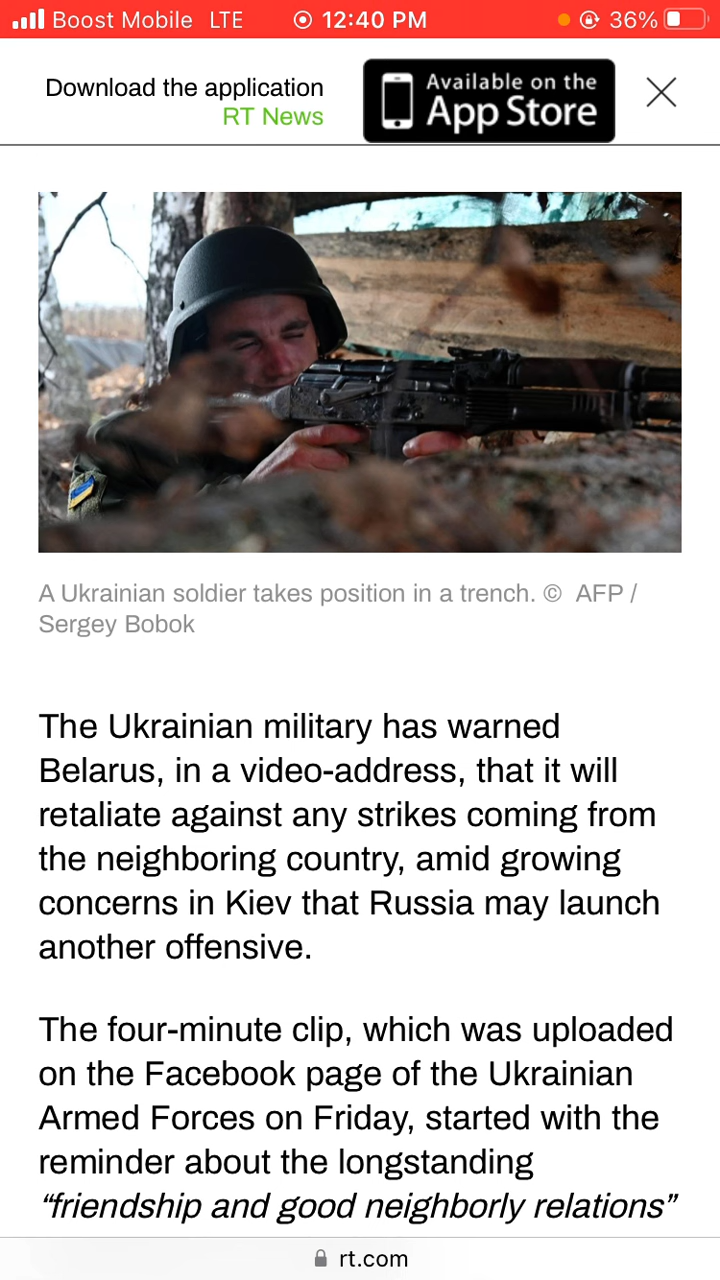 Boost Mobile LTE 12:40 PM 36%
Download the application
RT News
Available on the
App Store
A Ukrainian soldier takes position in a trench. © AFP /
Sergey Bobok
The Ukrainian military has warned
Belarus, in a video-address, that it will
retaliate against any strikes coming from
the neighboring country, amid growing
concerns in Kiev that Russia may launch
another offensive.
The four-minute clip, which was uploaded
on the Facebook page of the Ukrainian
Armed Forces on Friday, started with the
reminder about the longstanding
“friendship and good neighborly relations”
rt.com